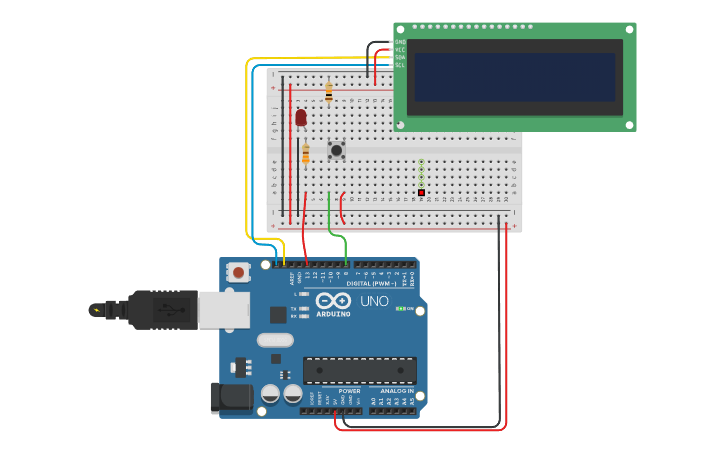 GND
VCC
SDA
SCL
AREF
GND
13
12
~11
~10
~9
8
7
~6
~5
4
~3
2
TX→1
RX←0
DIGITAL (PWM~)
L
TX
RX
ARDUINO
UNO
ON
POWER
ANALOG IN
IOREF
RESET
3.3V
5V
GND
GND
Vin
A0
A1
A2
A3
A4
A5